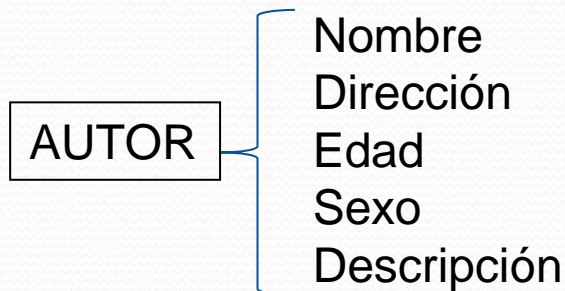 AUTOR
Nombre
Dirección
Edad
Sexo
Descripción